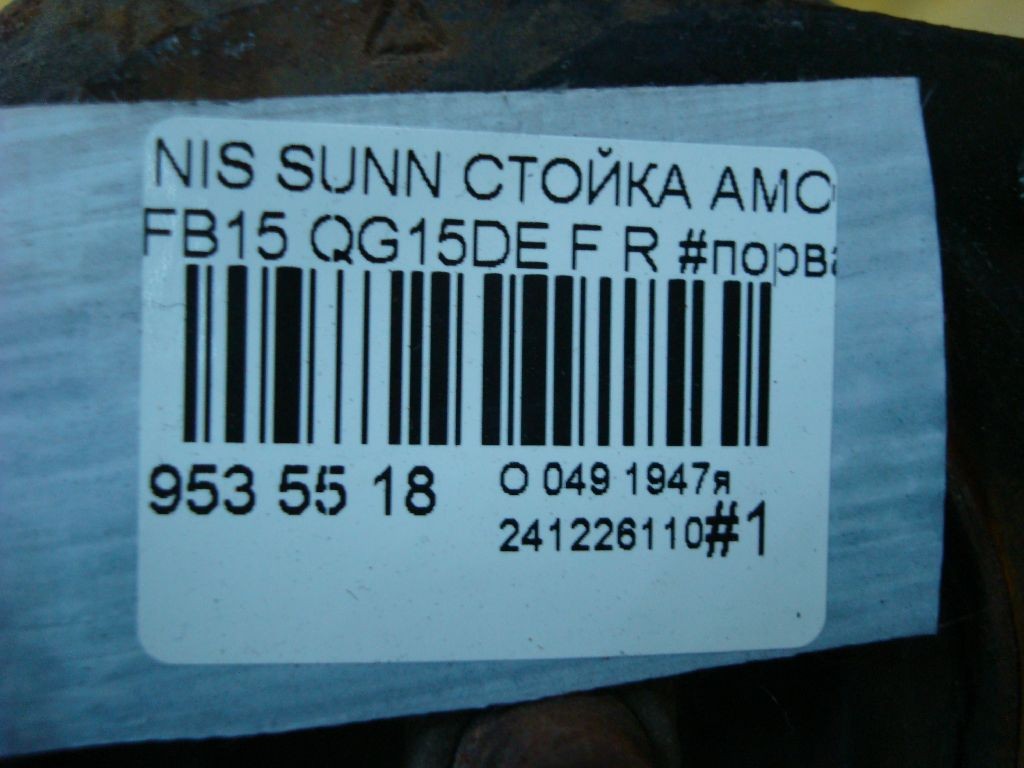 NIS SUNN СТОЙКА АМО
FB15 QG15DE F R #порва
953 55 18
О 049 1947я
241226110#1